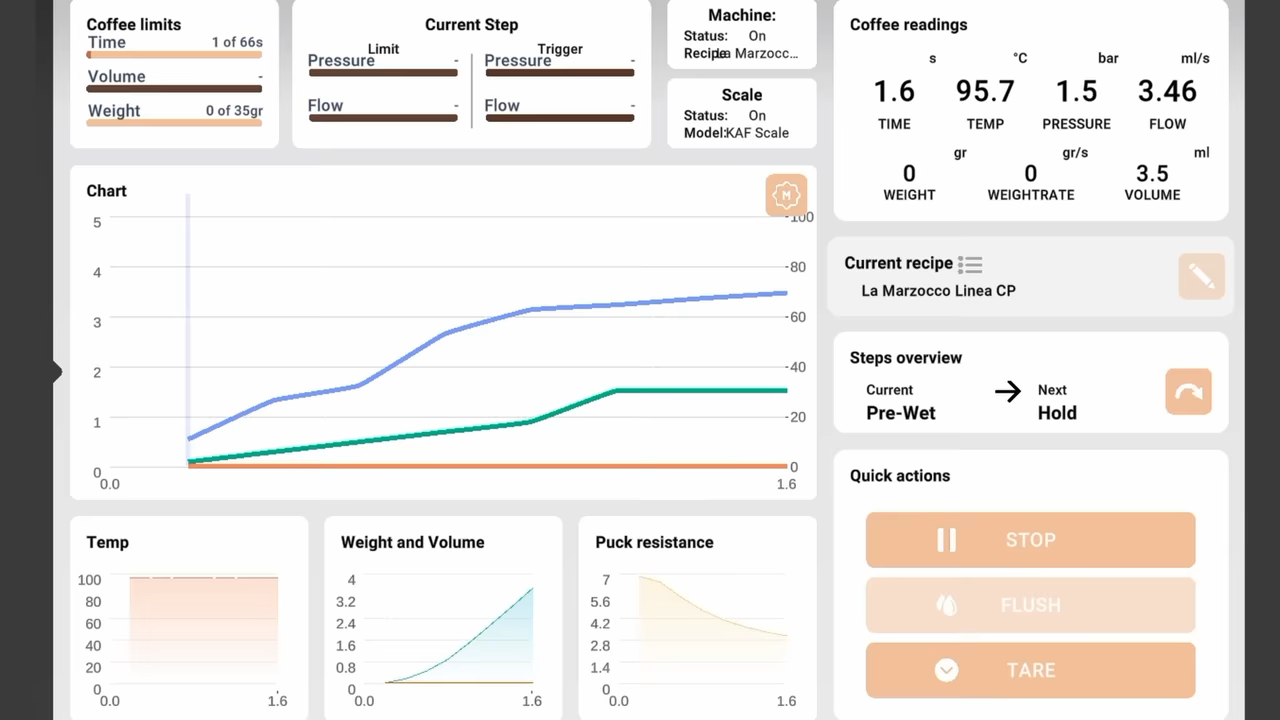 Coffee limits
Time 1 of 66s
Volume -
Weight 0 of 35gr
Current Step
Limit Trigger
Pressure - Pressure -
Flow - Flow -
Machine:
Status: On
Recipe La Marzocc...
Scale
Status: On
Model: KAF Scale
Coffee readings
s °C bar ml/s
1.6 95.7 1.5 3.46
TIME TEMP PRESSURE FLOW
gr gr/s ml
0 0 3.5
WEIGHT WEIGHTRATE VOLUME
Chart
M
5 100
4 80
3 60
2 40
1 20
0 0
0.0 1.6
Current recipe
La Marzocco Linea CP
Steps overview
Current Next
Pre-Wet Hold
Quick actions
STOP
FLUSH
TARE
Temp
100
80
60
40
20
0
0.0 1.6
Weight and Volume
4
3.2
2.4
1.6
0.8
0
0.0 1.6
Puck resistance
7
5.6
4.2
2.8
1.4
0
0.0 1.6